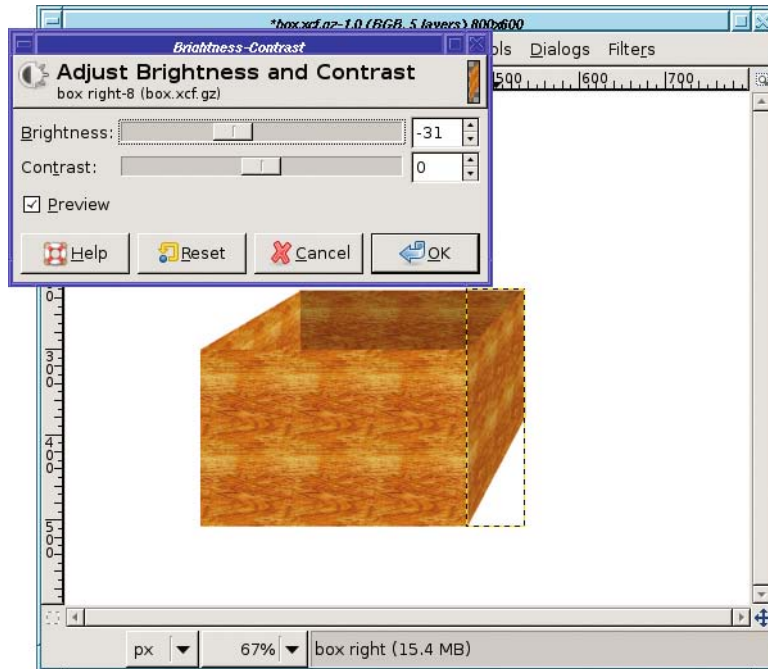 *box.xcf.gz-1.0 (RGB, 5 layers) 800x600
Brightness-Contrast
Dialogs Filters
Adjust Brightness and Contrast
box right-8 (box.xcf.gz)
500 600 700
Brightness: -31
Contrast: 0
Preview
Help Reset Cancel OK
300
400
500
px 67% box right (15.4 MB)